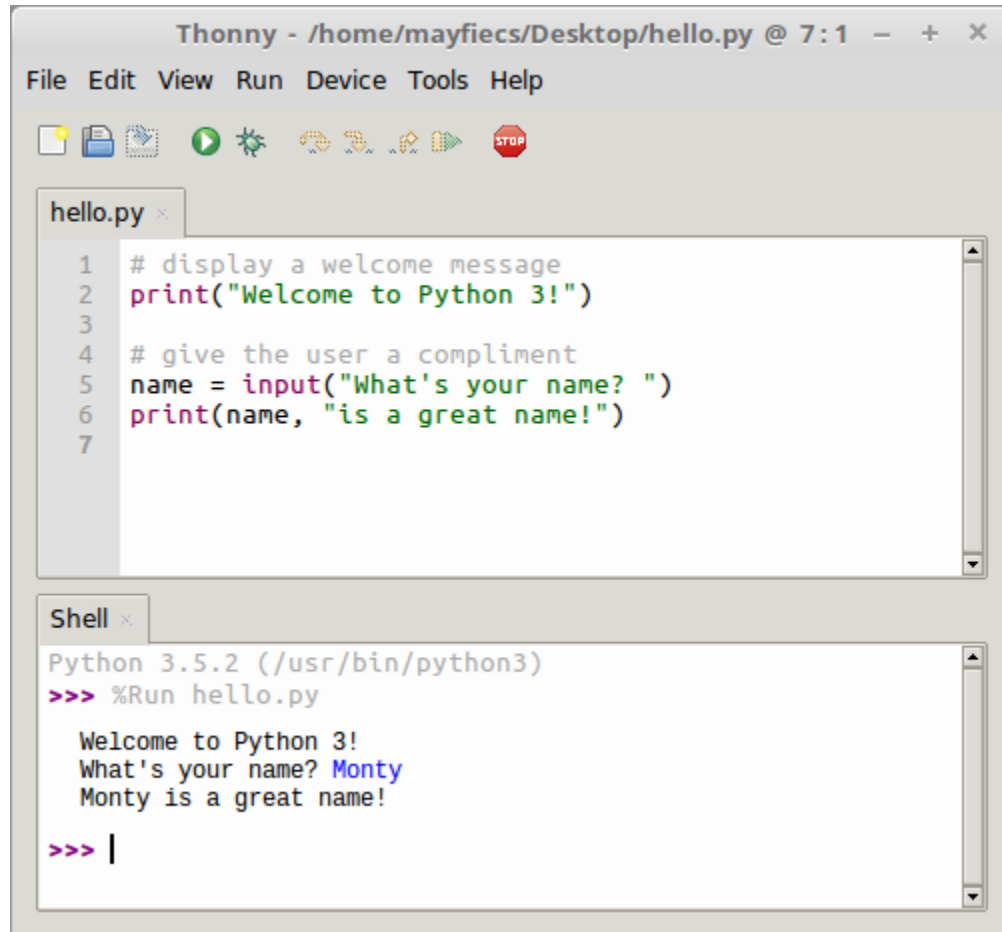 Thonny - /home/mayfiecs/Desktop/hello.py @ 7:1
File Edit View Run Device Tools Help
STOP
hello.py
1 # display a welcome message
2 print("Welcome to Python 3!")
3
4 # give the user a compliment
5 name = input("What's your name? ")
6 print(name, "is a great name!")
7
Shell
Python 3.5.2 (/usr/bin/python3)
>>> %Run hello.py
Welcome to Python 3!
What's your name? Monty
Monty is a great name!
>>>